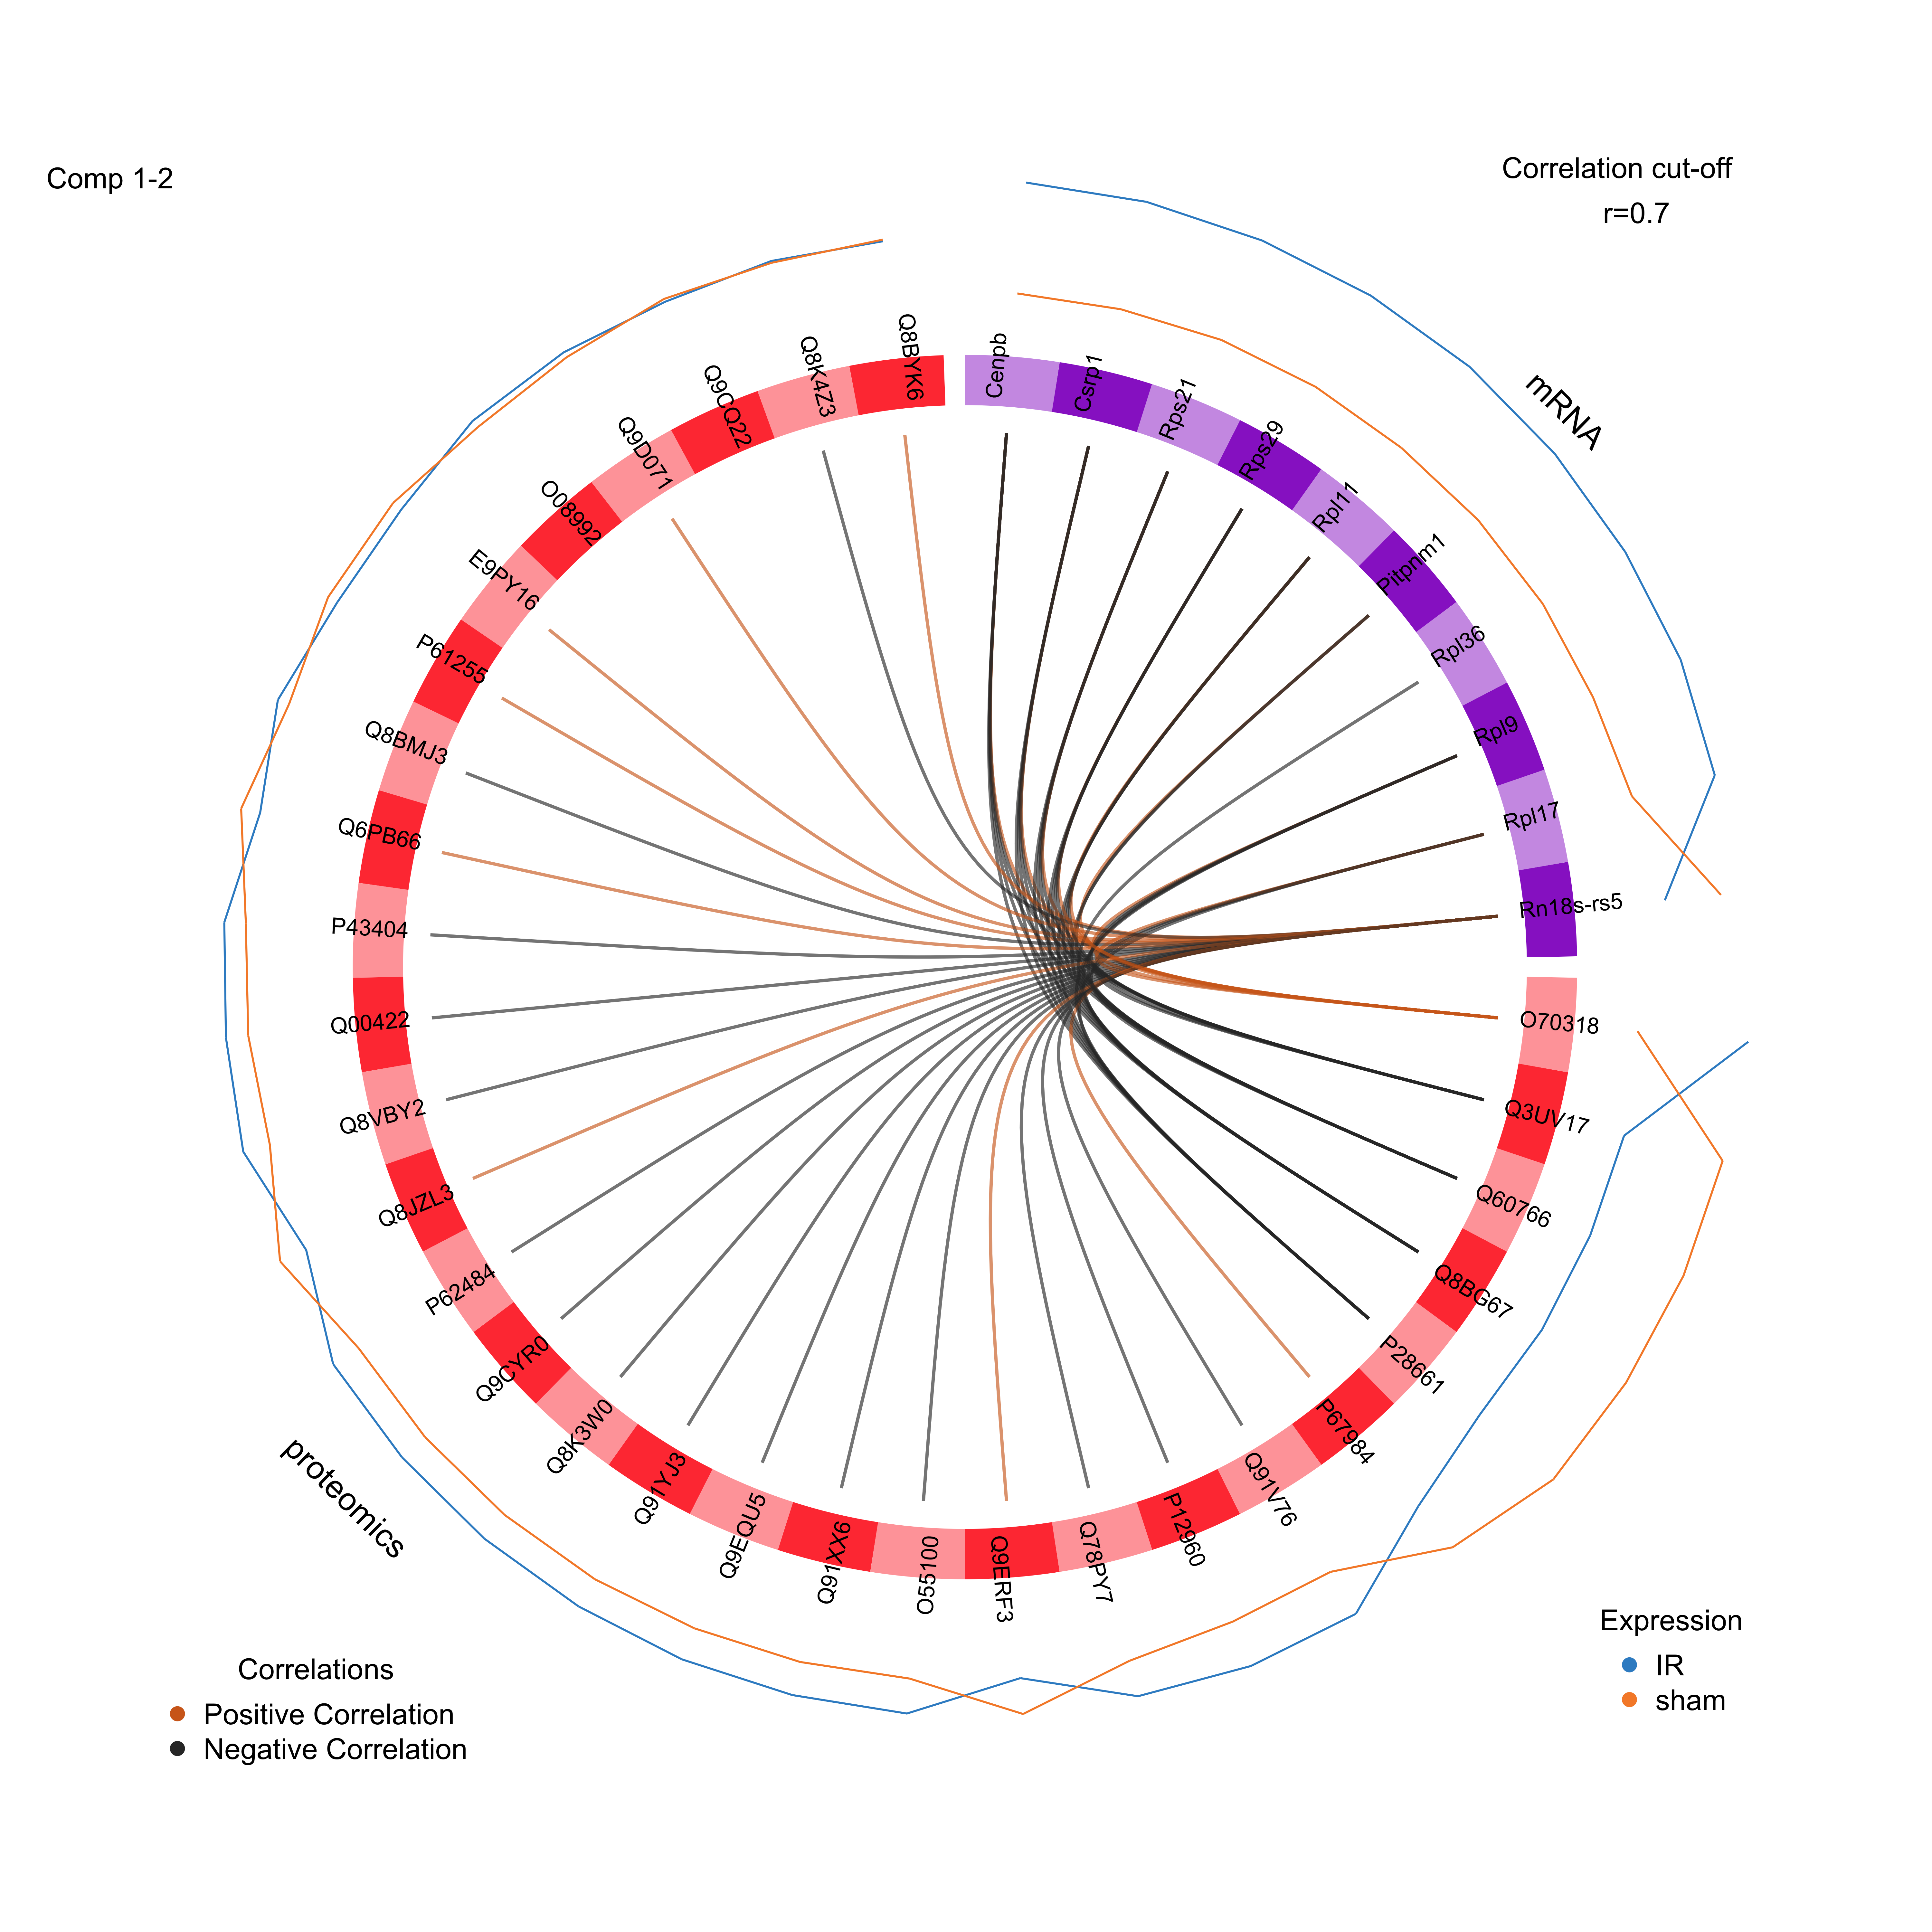 Comp 1-2
Correlation cut-off
r=0.7
mRNA
Cenpb
Csrp1
Rps21
Rps29
Rpl11
Pitpnm1
Rpl36
Rpl9
Rpl17
Rn18s-rs5
O70318
Q3UV17
Q60766
Q8BG67
P28661
P67984
Q91V76
P12960
Q78PY7
Q9ERF3
O55100
Q91XX6
Q9EQU5
Q91YJ3
Q8K3W0
Q9CYR0
P62484
Q8JZL3
Q8VBY2
Q00422
P43404
Q6PB66
Q8BMJ3
P61255
E9PY16
O08992
Q9D071
Q9CQ22
Q8K4Z3
Q8BYK6
proteomics
Correlations
Positive Correlation
Negative Correlation
Expression
IR
sham